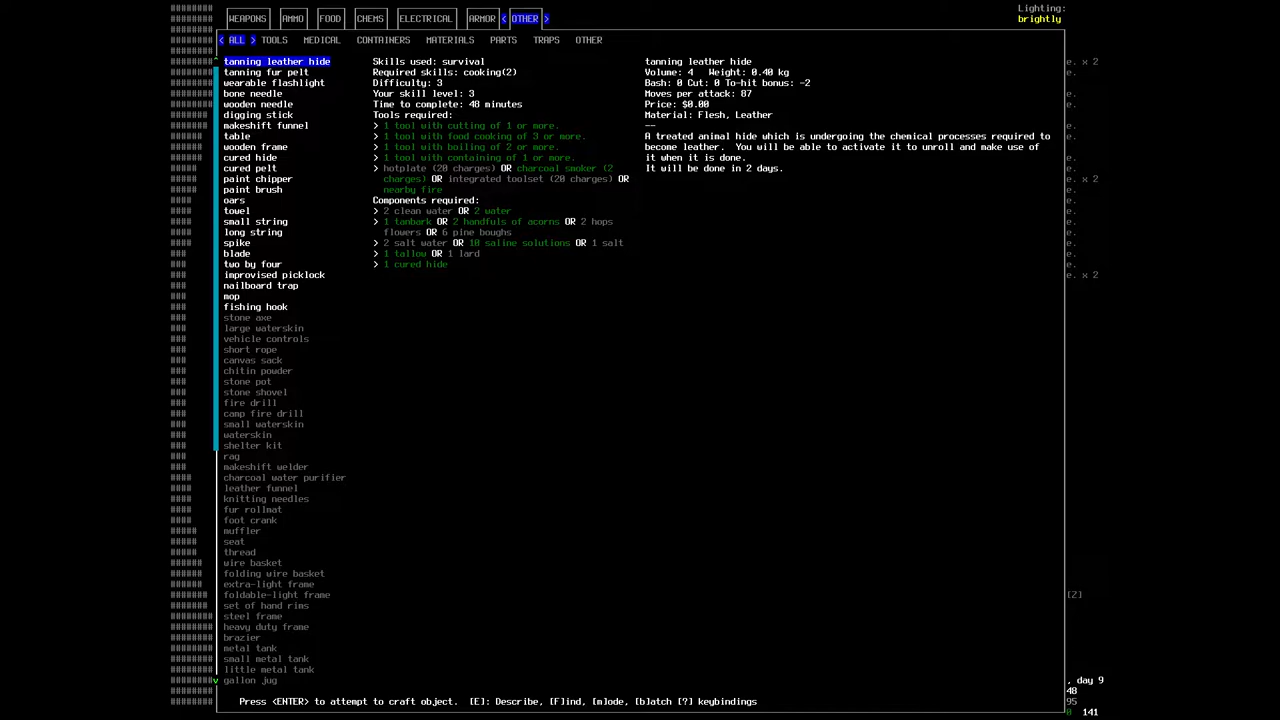 Lighting:
WEAPONS AMMO FOOD CHEMS ELECTRICAL ARMOR < OTHER >
brightly
< ALL > TOOLS MEDICAL CONTAINERS MATERIALS PARTS TRAPS OTHER
tanning leather hide
tanning fur pelt
wearable flashlight
bone needle
wooden needle
digging stick
makeshift funnel
table
wooden frame
cured hide
cured pelt
paint chipper
paint brush
oars
towel
small string
long string
spike
blade
two by four
improvised picklock
nailboard trap
mop
fishing hook
stone axe
large waterskin
vehicle controls
short rope
canvas sack
chitin powder
stone pot
stone shovel
fire drill
camp fire drill
small waterskin
waterskin
shelter kit
rag
makeshift welder
charcoal water purifier
leather funnel
knitting needles
fur rollmat
foot crank
muffler
seat
thread
wire basket
folding wire basket
extra-light frame
foldable-light frame
set of hand rims
steel frame
heavy duty frame
brazier
metal tank
small metal tank
little metal tank
v gallon jug
Skills used: survival
Required skills: cooking(2)
Difficulty: 3
Your skill level: 3
Time to complete: 48 minutes
Tools required:
> 1 tool with cutting of 1 or more.
> 1 tool with food cooking of 3 or more.
> 1 tool with boiling of 2 or more.
> 1 tool with containing of 1 or more.
> hotplate (20 charges) OR charcoal smoker (2
charges) OR integrated toolset (20 charges) OR
nearby fire
Components required:
> 2 clean water OR 2 water
> 1 tanbark OR 2 handfuls of acorns OR 2 hops
flowers OR 6 pine boughs
> 2 salt water OR 10 saline solutions OR 1 salt
> 1 tallow OR 1 lard
> 1 cured hide
tanning leather hide
Volume: 4 Weight: 0.40 kg
Bash: 0 Cut: 0 To-hit bonus: -2
Moves per attack: 87
Price: $0.00
Material: Flesh, Leather
--
A treated animal hide which is undergoing the chemical processes required to
become leather. You will be able to activate it to unroll and make use of
it when it is done.
It will be done in 2 days.
e. x 2
e.
e.
e.
e. x 2
e.
e.
e. x 2
[2]
, day 9
48
95
0 141
Press <ENTER> to attempt to craft object. [E]: Describe, [F]ind, [m]ode, [b]atch [?] keybindings